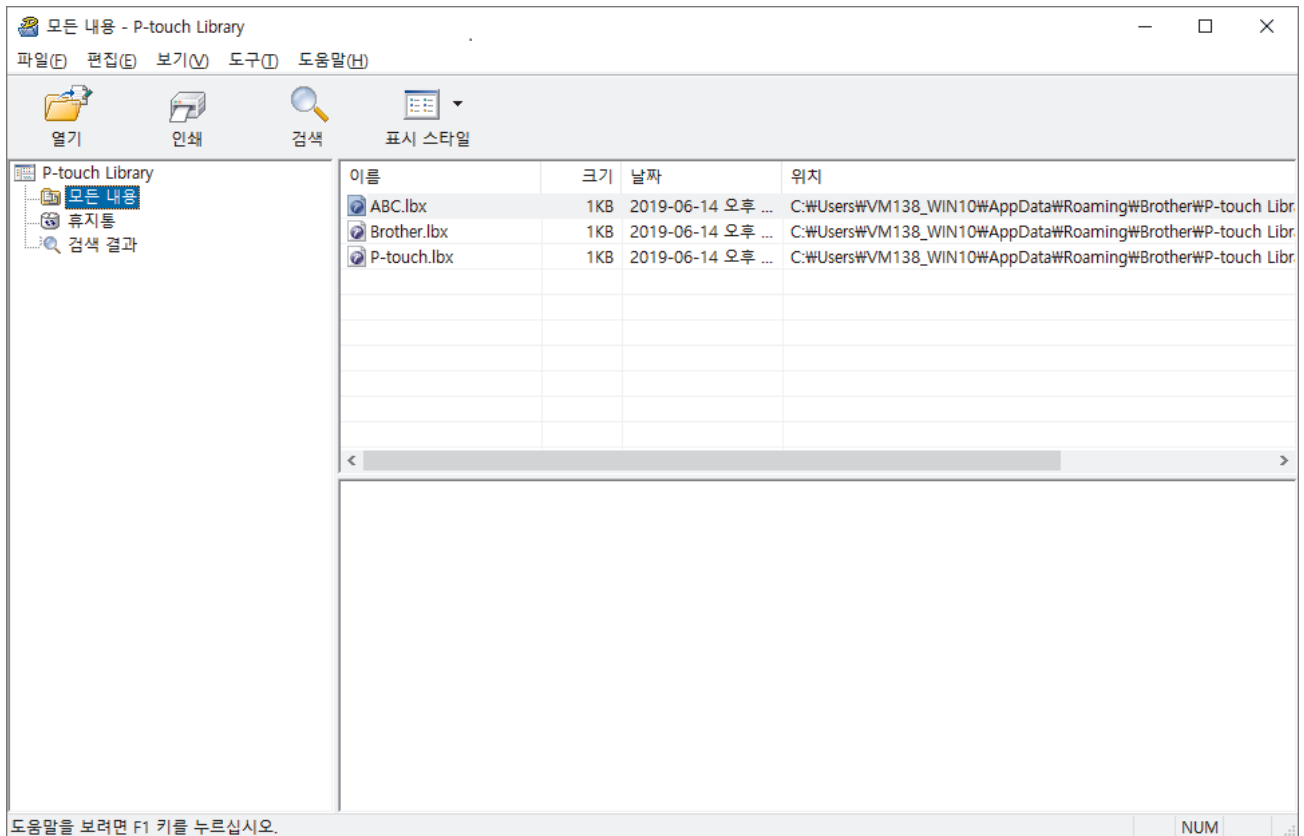 모든 내용 - P-touch Library
파일(F) 편집(E) 보기(V) 도구(T) 도움말(H)
열기 인쇄 검색 표시 스타일
P-touch Library
모든 내용
휴지통
검색 결과
이름 크기 날짜 위치
ABC.lbx 1KB 2019-06-14 오후 ... C:₩Users₩VM138_WIN10₩AppData₩Roaming₩Brother₩P-touch Libr
Brother.lbx 1KB 2019-06-14 오후 ... C:₩Users₩VM138_WIN10₩AppData₩Roaming₩Brother₩P-touch Libr
P-touch.lbx 1KB 2019-06-14 오후 ... C:₩Users₩VM138_WIN10₩AppData₩Roaming₩Brother₩P-touch Libr
도움말을 보려면 F1 키를 누르십시오. NUM